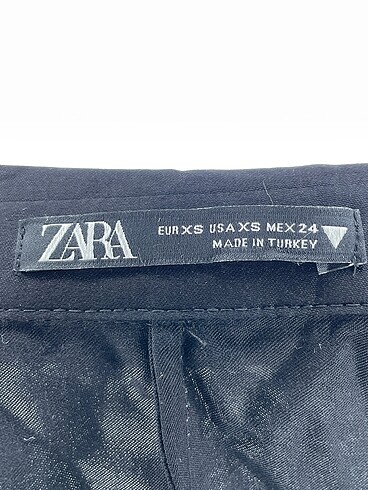 ZARA
EUR XS USA XS MEX 24
MADE IN TURKEY